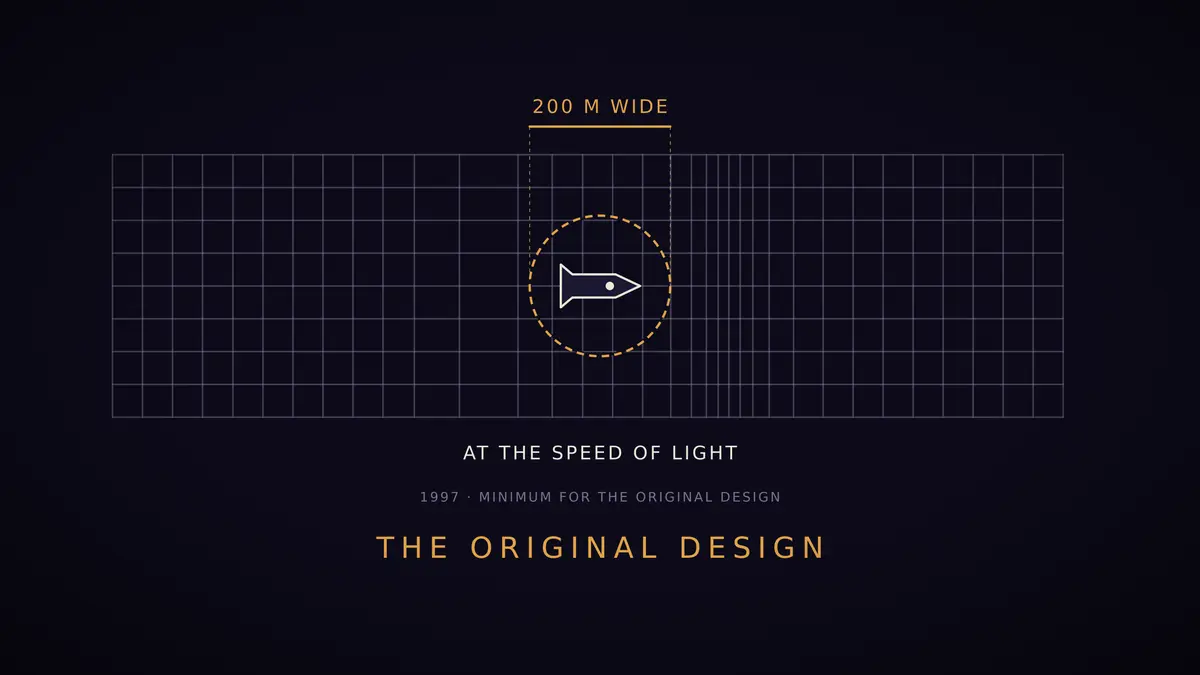 200 M WIDE
AT THE SPEED OF LIGHT
1997 · MINIMUM FOR THE ORIGINAL DESIGN
THE ORIGINAL DESIGN